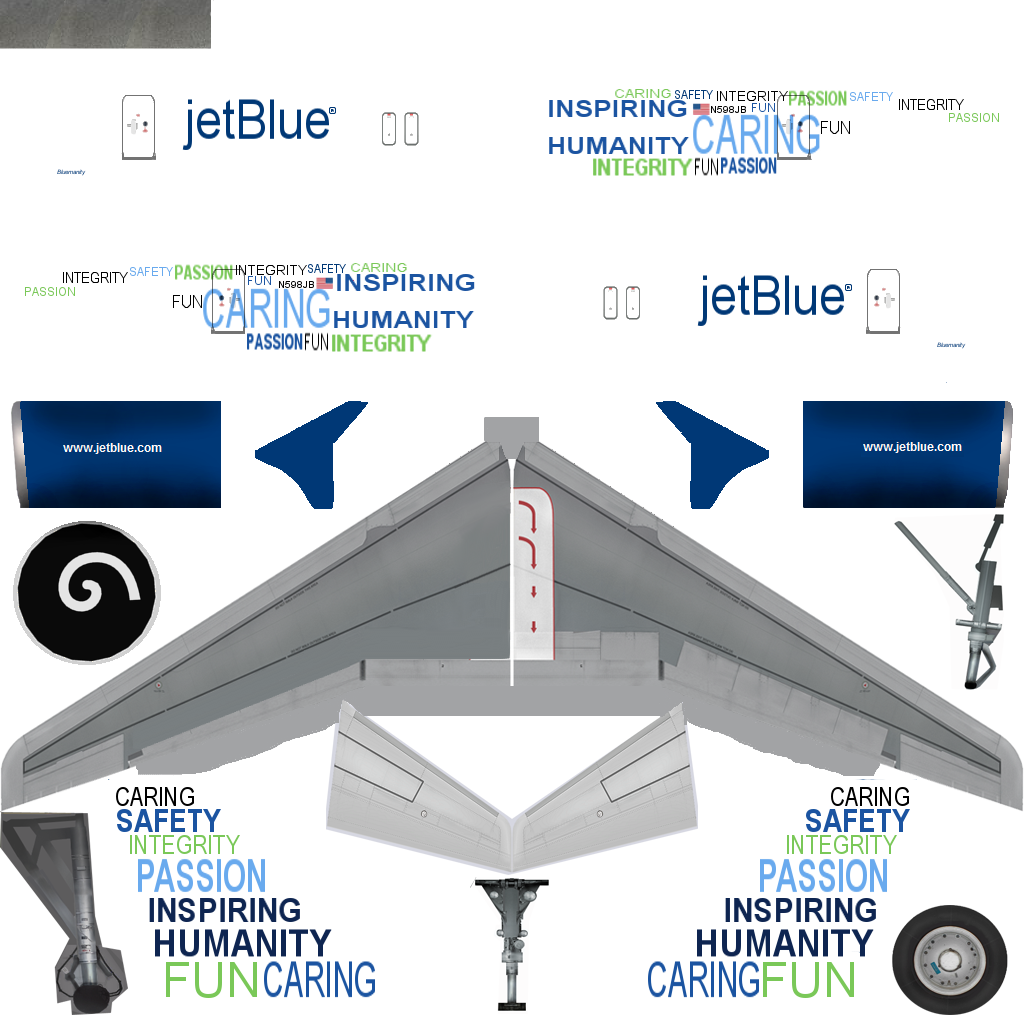 jetBlue®
Bluemanity
CARING SAFETY INTEGRITY PASSION SAFETY INTEGRITY PASSION
INSPIRING N598JB FUN
HUMANITY CARING FUN
INTEGRITY FUN PASSION
PASSION INTEGRITY SAFETY PASSION INTEGRITY SAFETY CARING
FUN N598JB INSPIRING
FUN CARING HUMANITY
PASSION FUN INTEGRITY
jetBlue®
Bluemanity
www.jetblue.com
www.jetblue.com
CARING
SAFETY
INTEGRITY
PASSION
INSPIRING
HUMANITY
FUN CARING
CARING
SAFETY
INTEGRITY
PASSION
INSPIRING
HUMANITY
CARING FUN